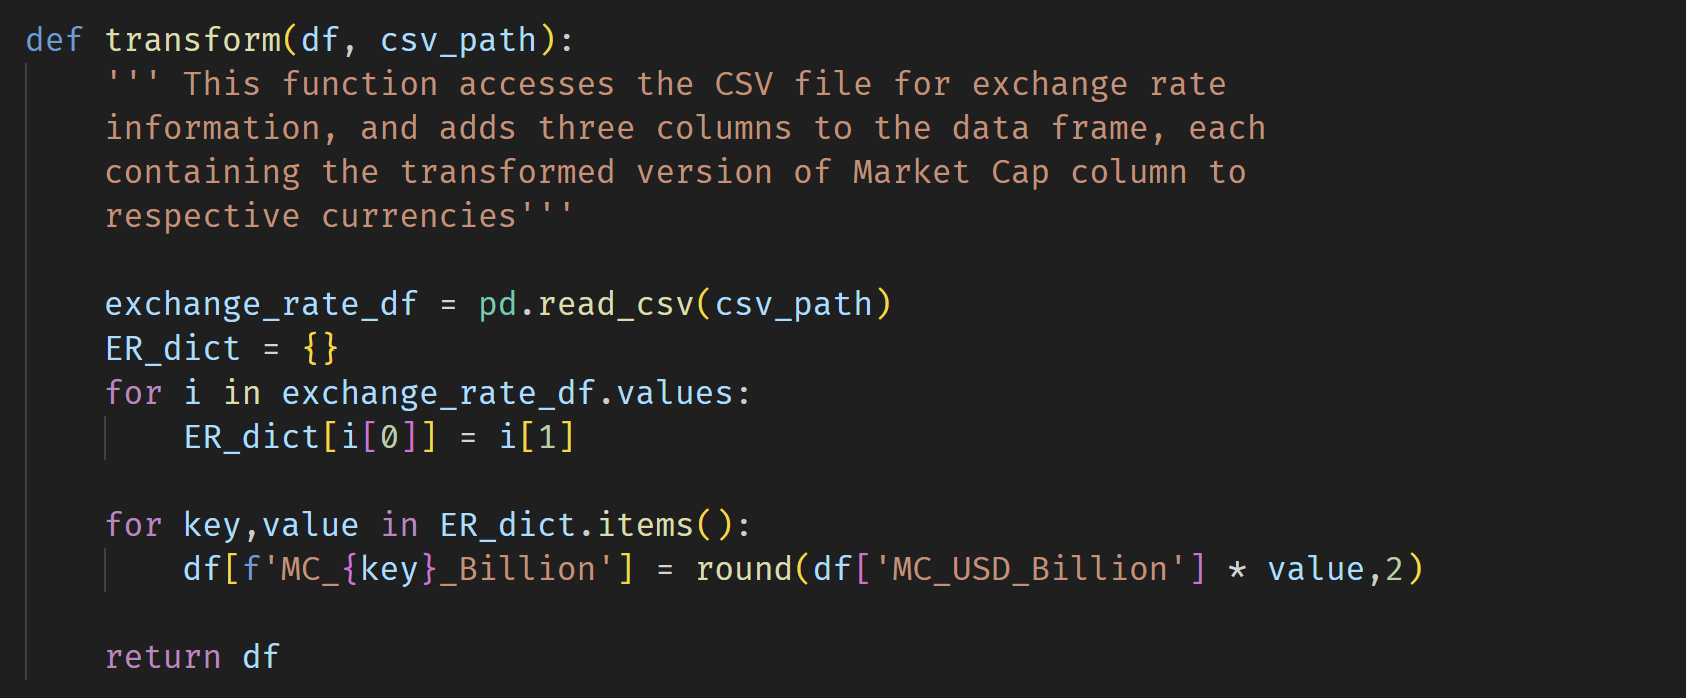 def transform(df, csv_path):
    ''' This function accesses the CSV file for exchange rate
    information, and adds three columns to the data frame, each
    containing the transformed version of Market Cap column to
    respective currencies'''

    exchange_rate_df = pd.read_csv(csv_path)
    ER_dict = {}
    for i in exchange_rate_df.values:
        ER_dict[i[0]] = i[1]

    for key,value in ER_dict.items():
        df[f'MC_{key}_Billion'] = round(df['MC_USD_Billion'] * value,2)

    return df